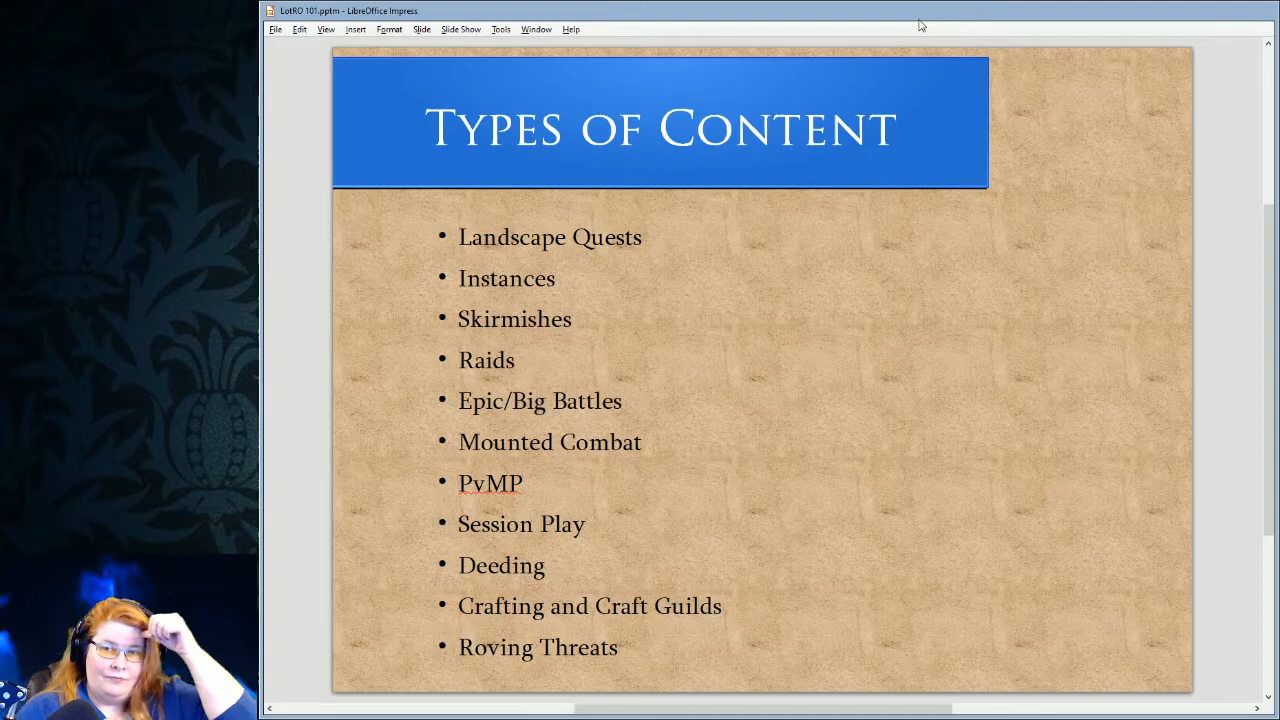 LotRO 101.pptm - LibreOffice Impress
File Edit View Insert Format Slide Slide Show Tools Window Help
Types of Content
• Landscape Quests
• Instances
• Skirmishes
• Raids
• Epic/Big Battles
• Mounted Combat
• PvMP
• Session Play
• Deeding
• Crafting and Craft Guilds
• Roving Threats